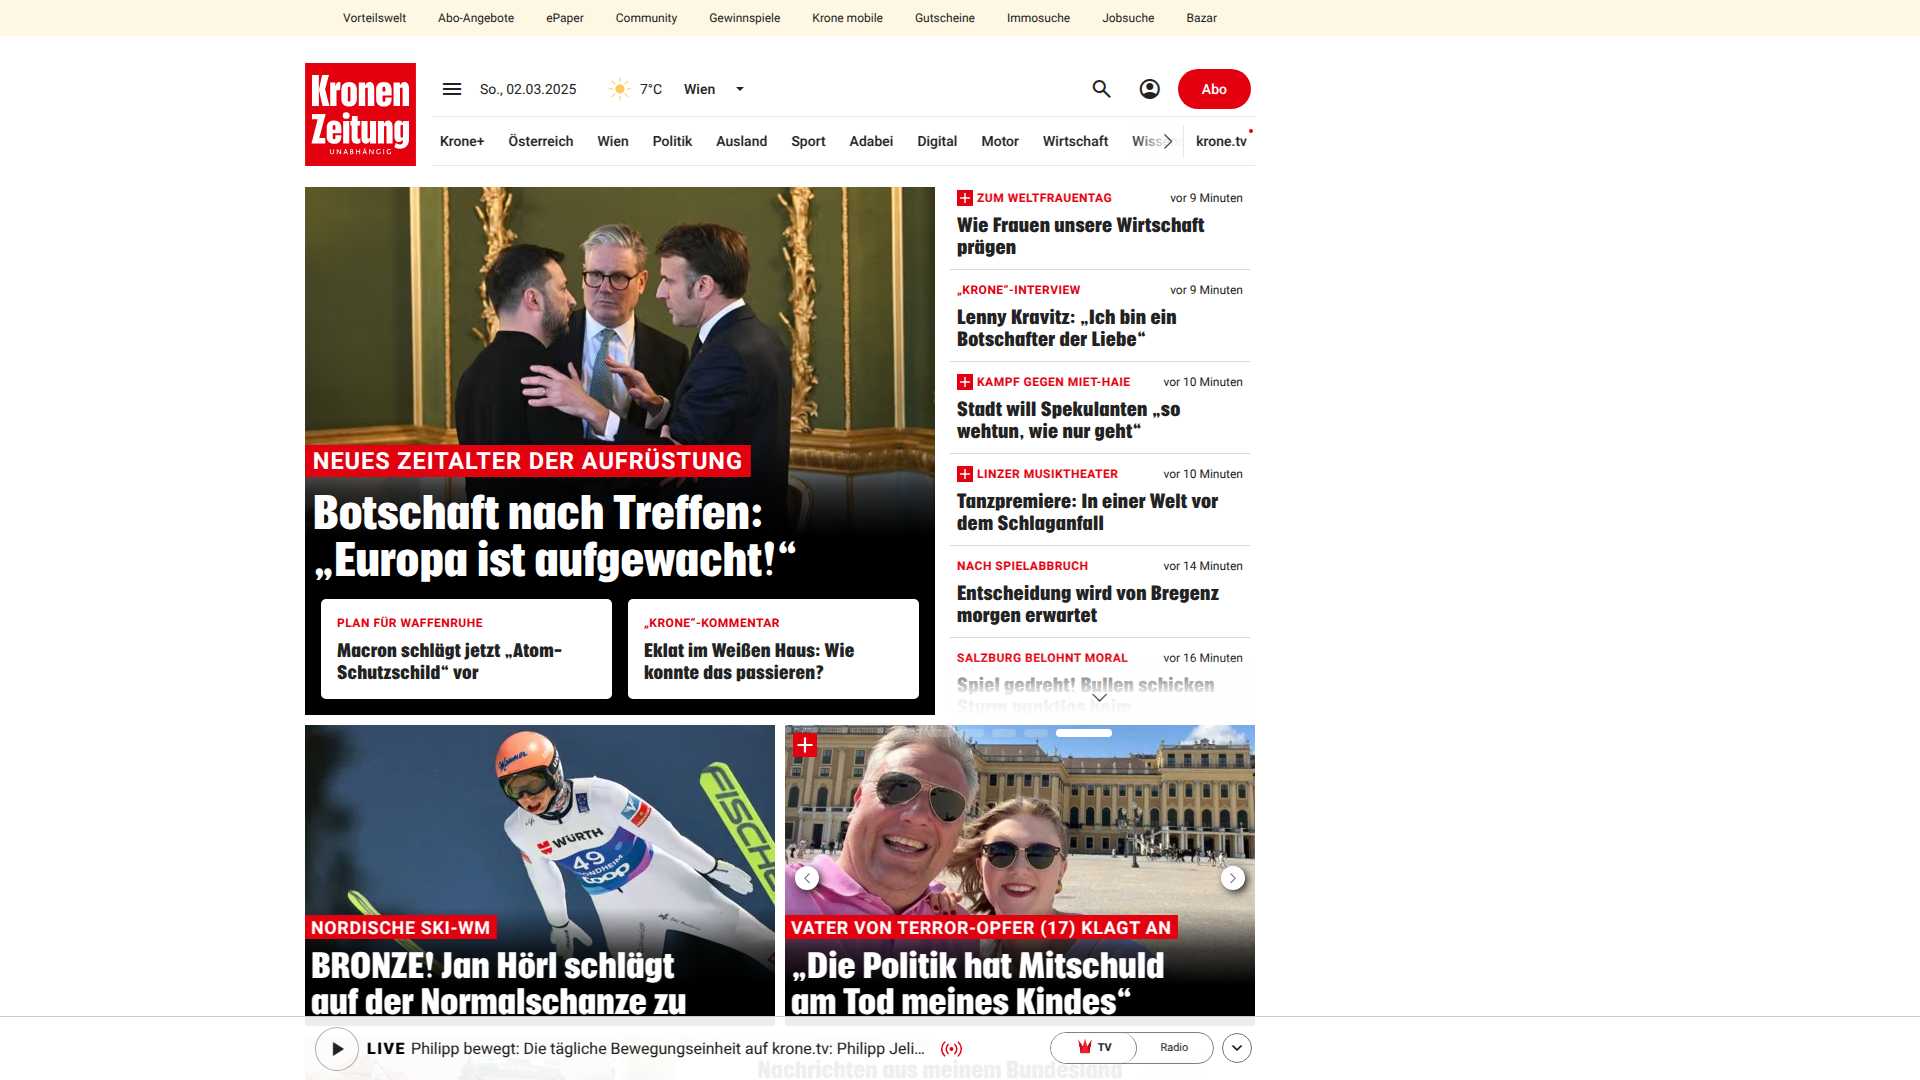 Vorteilswelt Abo-Angebote ePaper Community Gewinnspiele Krone mobile Gutscheine Immosuche Jobsuche Bazar
Kronen
Zeitung
UNABHÄNGIG
So., 02.03.2025 7°C Wien
Abo
Krone+ Österreich Wien Politik Ausland Sport Adabei Digital Motor Wirtschaft krone.tv
NEUES ZEITALTER DER AUFRÜSTUNG
Botschaft nach Treffen:
„Europa ist aufgewacht!“
PLAN FÜR WAFFENRUHE
Macron schlägt jetzt „Atom-
Schutzschild“ vor
„KRONE“-KOMMENTAR
Eklat im Weißen Haus: Wie
konnte das passieren?
ZUM WELTFRAUENTAG vor 9 Minuten
Wie Frauen unsere Wirtschaft
prägen
„KRONE“-INTERVIEW vor 9 Minuten
Lenny Kravitz: „Ich bin ein
Botschafter der Liebe“
KAMPF GEGEN MIET-HAIE vor 10 Minuten
Stadt will Spekulanten „so
wehtun, wie nur geht“
LINZER MUSIKTHEATER vor 10 Minuten
Tanzpremiere: In einer Welt vor
dem Schlaganfall
NACH SPIELABBRUCH vor 14 Minuten
Entscheidung wird von Bregenz
morgen erwartet
SALZBURG BELOHNT MORAL vor 16 Minuten
Spiel gedreht! Bullen schicken
Sturm punktlos heim
WÜRTH
49
coop
FISCHER
NORDISCHE SKI-WM
BRONZE! Jan Hörl schlägt
auf der Normalschanze zu
VATER VON TERROR-OPFER (17) KLAGT AN
„Die Politik hat Mitschuld
am Tod meines Kindes“
LIVE Philipp bewegt: Die tägliche Bewegungseinheit auf krone.tv: Philipp Jeli...
TV Radio
Nachrichten aus meinem Bundesland